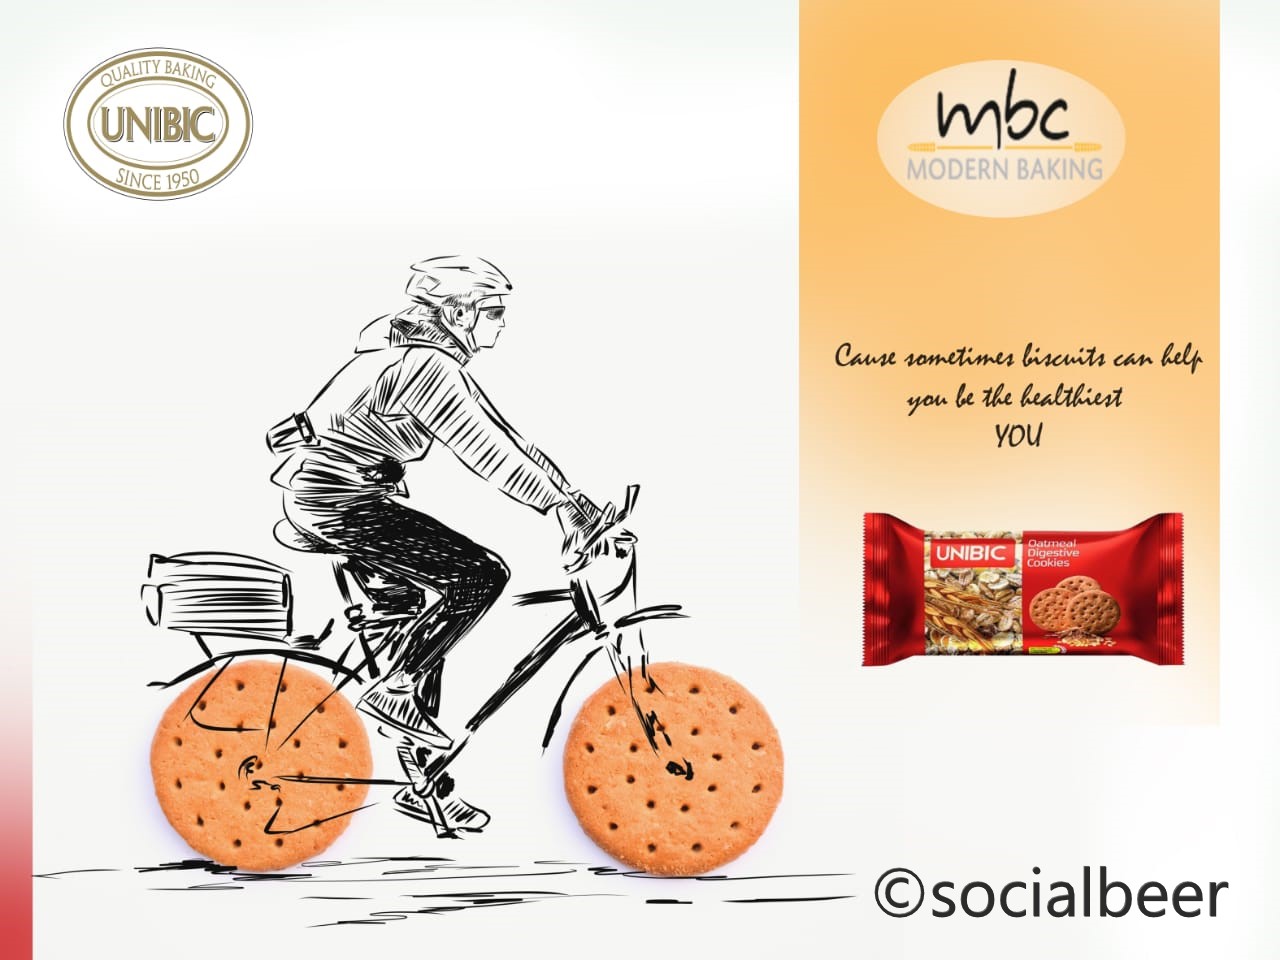 QUALITY BAKING
UNIBIC
SINCE 1950
mbc
MODERN BAKING
Cause sometimes biscuits can help
you be the healthiest
YOU
UNIBIC
Oatmeal
Digestive
Cookies
©socialbeer